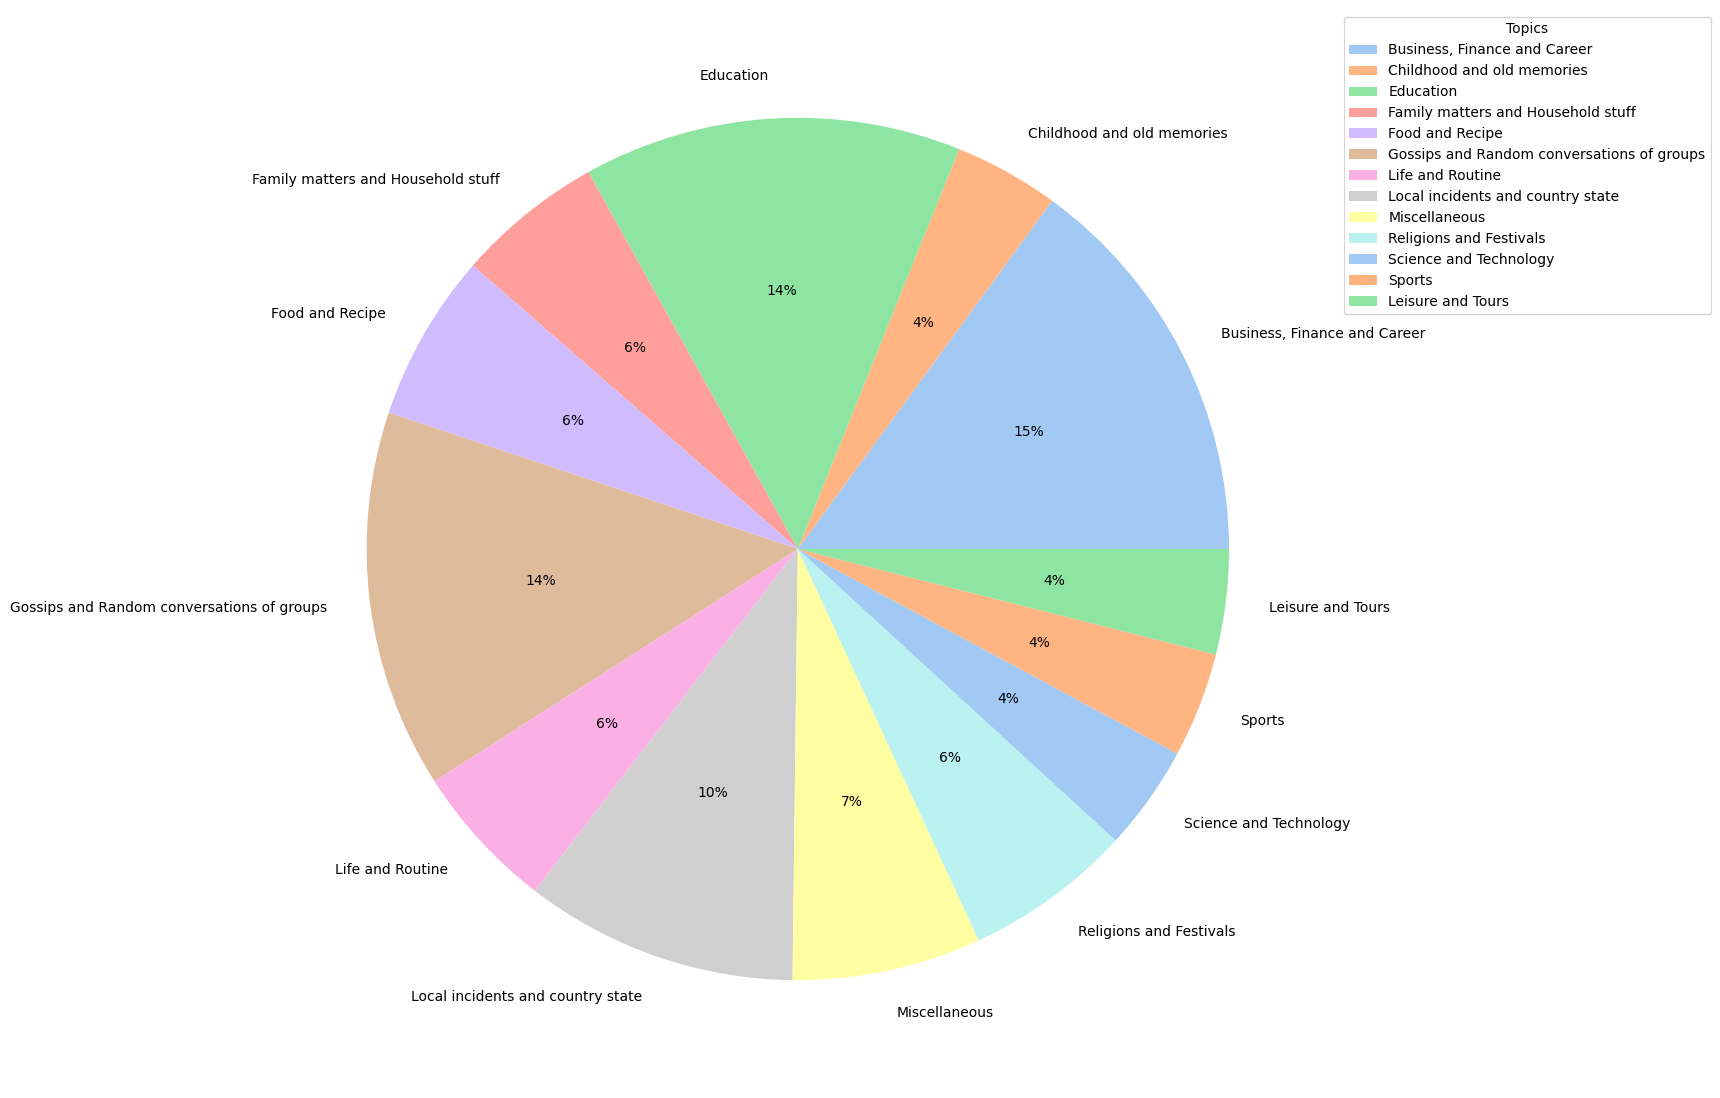 Topics
Business, Finance and Career
Childhood and old memories
Education
Family matters and Household stuff
Food and Recipe
Gossips and Random conversations of groups
Life and Routine
Local incidents and country state
Miscellaneous
Religions and Festivals
Science and Technology
Sports
Leisure and Tours
Education
Childhood and old memories
Family matters and Household stuff
14%
Food and Recipe
4%
Business, Finance and Career
6%
6%
15%
14%
4%
Gossips and Random conversations of groups
Leisure and Tours
4%
4%
Sports
6%
6%
10%
7%
Science and Technology
Life and Routine
Religions and Festivals
Local incidents and country state
Miscellaneous